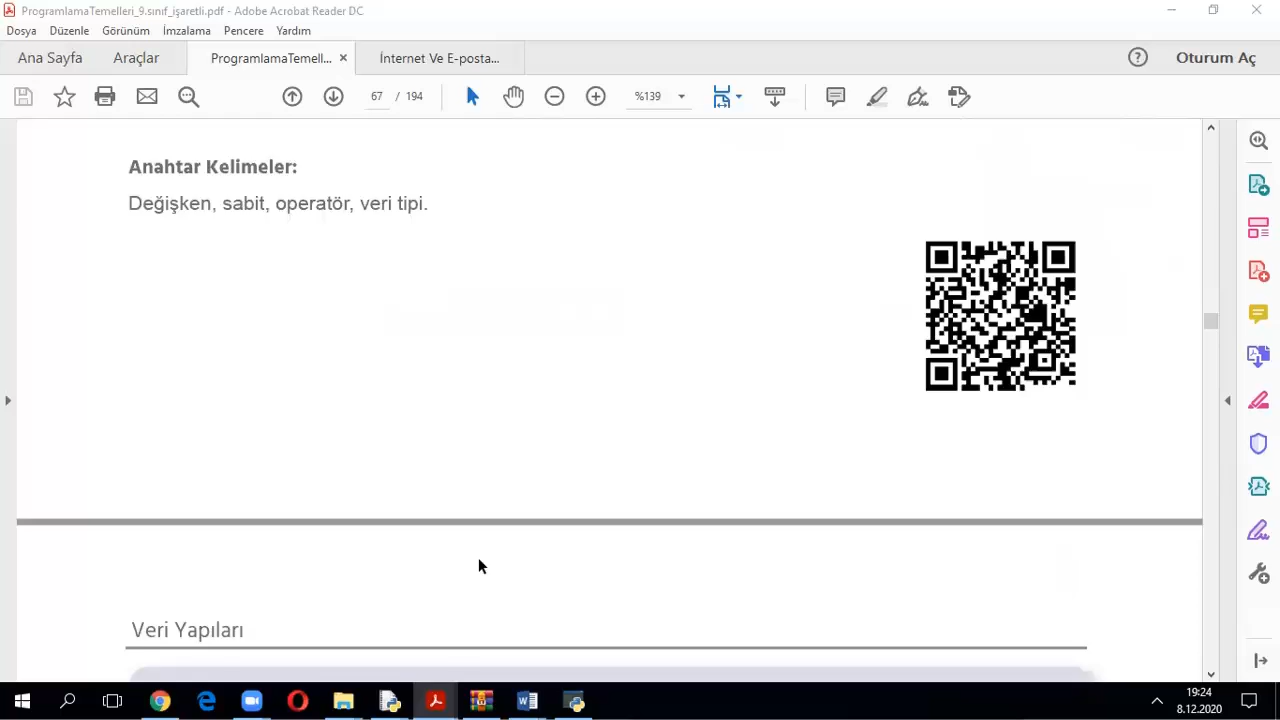 ProgramlamaTemelleri_9.sınıf_işaretli.pdf - Adobe Acrobat Reader DC
Dosya Düzenle Görünüm İmzalama Pencere Yardım
Ana Sayfa Araçlar ProgramlamaTemell... × İnternet Ve E-posta... Oturum Aç
67 / 194 %139
Anahtar Kelimeler:
Değişken, sabit, operatör, veri tipi.
Veri Yapıları
19:24
8.12.2020